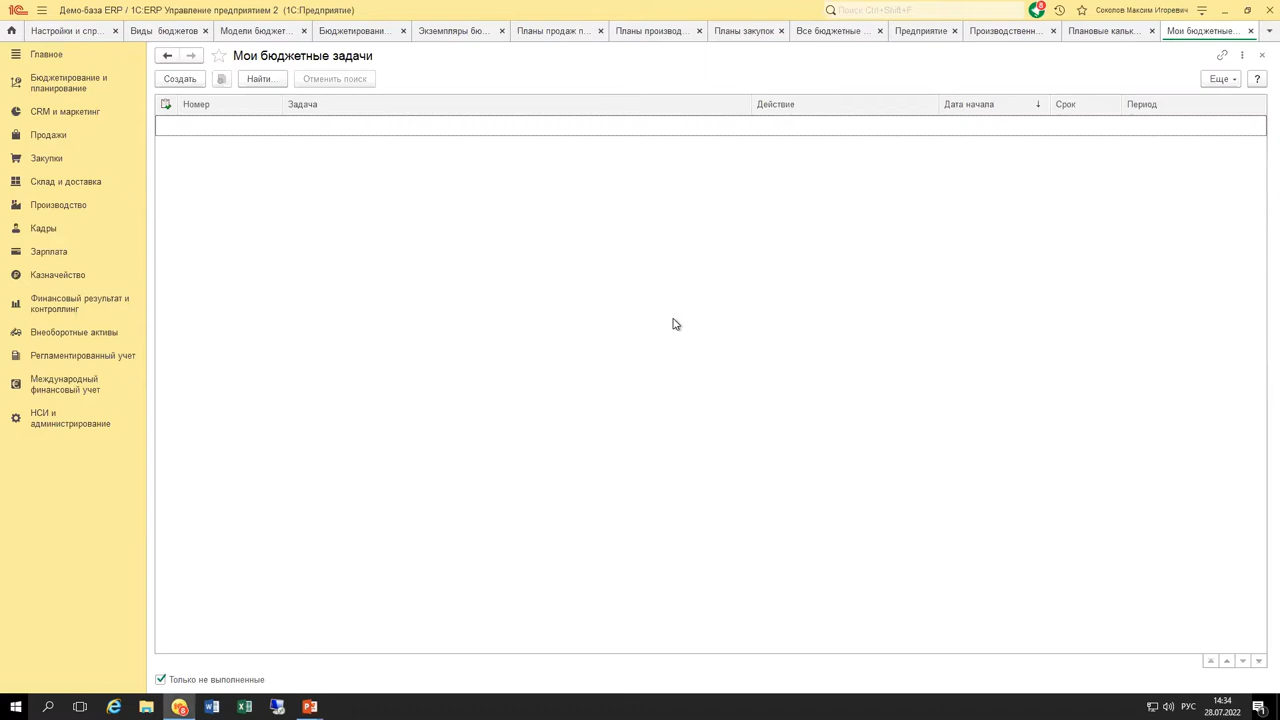 Демо-база ERP / 1С:ERP Управление предприятием 2 (1С:Предприятие)
Поиск Ctrl+Shift+F
8
Соколов Максим Игоревич
Настройки и спр...
Виды бюджетов
Модели бюджет...
Бюджетировани...
Экземпляры бю...
Планы продаж п...
Планы производ...
Планы закупок
Все бюджетные ...
Предприятие
Производственн...
Плановые кальк...
Мои бюджетные...
Главное
Бюджетирование и
планирование
CRM и маркетинг
Продажи
Закупки
Склад и доставка
Производство
Кадры
Зарплата
Казначейство
Финансовый результат и
контроллинг
Внеоборотные активы
Регламентированный учет
Международный
финансовый учет
НСИ и
администрирование
Мои бюджетные задачи
Создать
Найти...
Отменить поиск
Еще
?
Номер
Задача
Действие
Дата начала
Срок
Период
Только не выполненные
РУС
14:34
28.07.2022
1